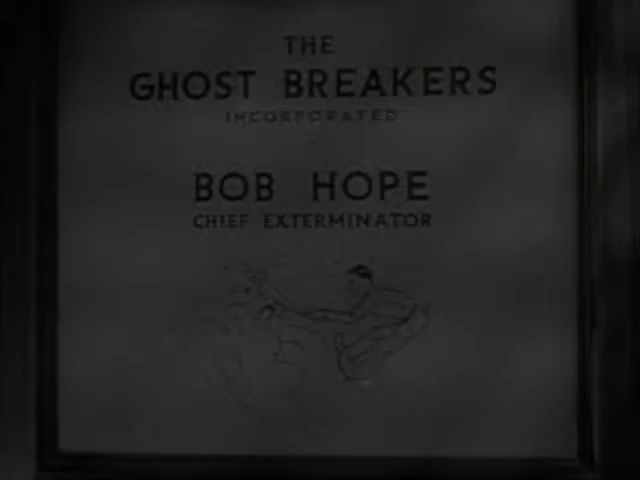 THE
GHOST BREAKERS
INCORPORATED
BOB HOPE
CHIEF EXTERMINATOR